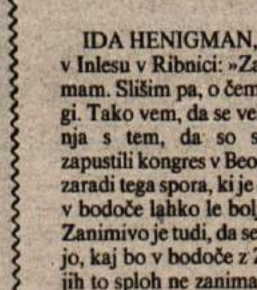 IDA HENIGMAN,
v Inlesu v Ribnici: »Za
mam. Slišim pa, o čem
gi. Tako vem, da se ve
nja s tem, da so s
zapustili kongres v Beo
zaradi tega spora, ki je
v bodoče lahko le bolj
Zanimivo je tudi, da se
jo, kaj bo v bodoče z Z
jih to sploh ne zanima